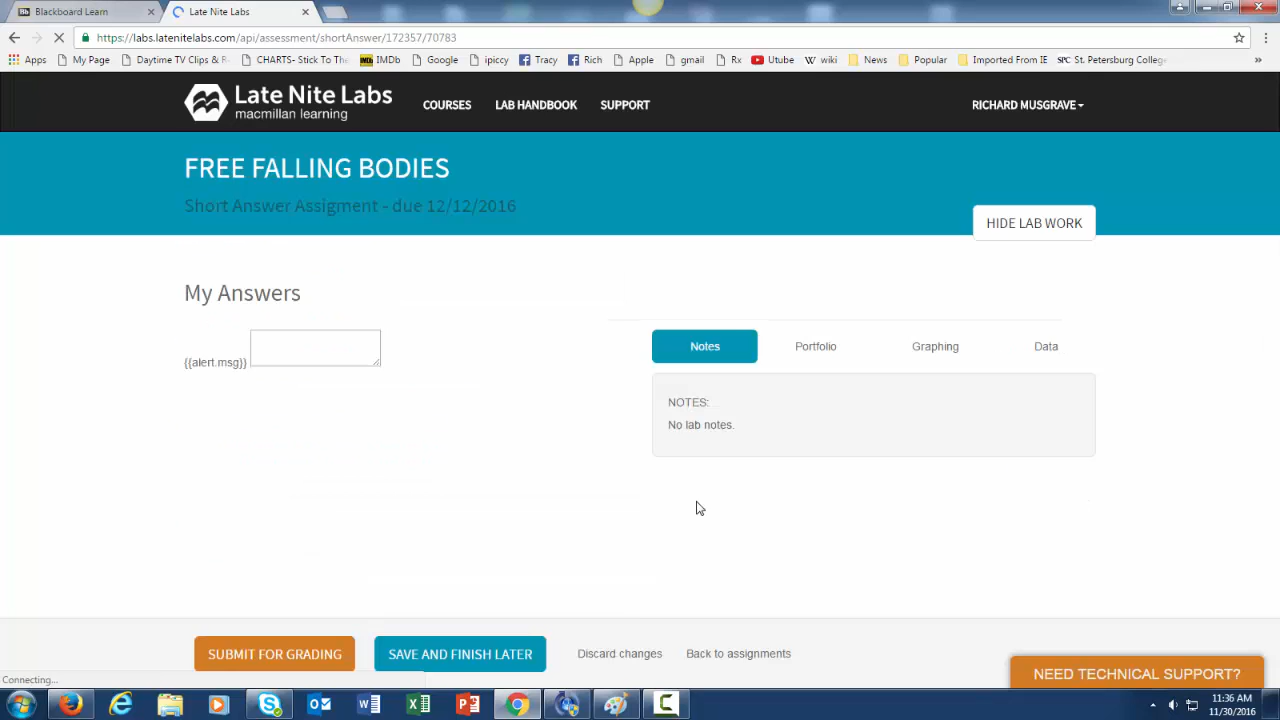 Blackboard Learn
Late Nite Labs
https://labs.latenitelabs.com/api/assessment/shortAnswer/172357/70783
Apps My Page Daytime TV Clips & R CHARTS- Stick To The IMDb Google ipiccy Tracy Rich Apple gmail Rx Utube wiki News Popular Imported From IE St. Petersburg Colleg »
Late Nite Labs
macmillan learning
COURSES LAB HANDBOOK SUPPORT RICHARD MUSGRAVE
FREE FALLING BODIES
Short Answer Assigment - due 12/12/2016
HIDE LAB WORK
My Answers
{{alert.msg}}
Notes Portfolio Graphing Data
NOTES:
No lab notes.
SUBMIT FOR GRADING SAVE AND FINISH LATER Discard changes Back to assignments
NEED TECHNICAL SUPPORT?
Connecting...
11:36 AM
11/30/2016